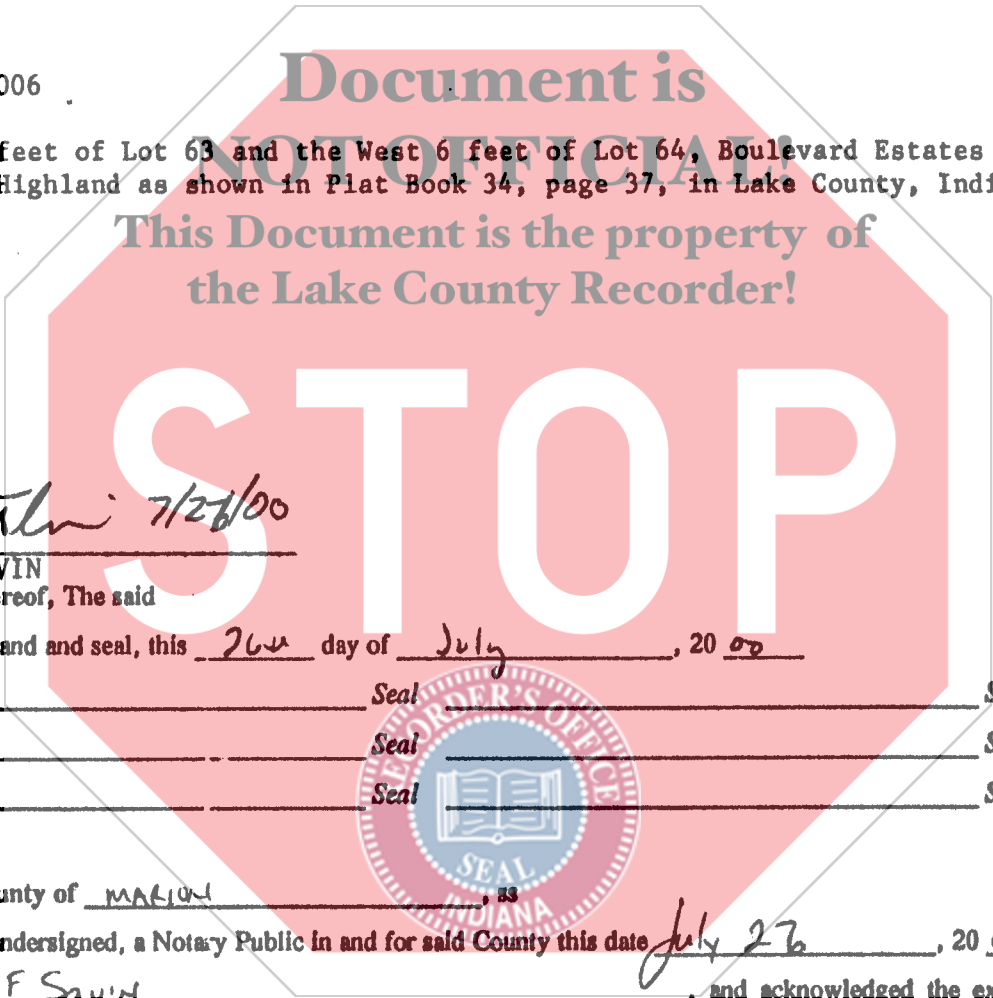 006
Document is
NOT OFFICIAL!
feet of Lot 63 and the West 6 feet of Lot 64, Boulevard Estates
Highland as shown in Plat Book 34, page 37, in Lake County, Indi
This Document is the property of
the Lake County Recorder!
STOP
7/26/00
VIN
reof, The said
and and seal, this 26th day of July, 20 00
Seal S
Seal S
Seal S
RECORDER'S OFFICE
SEAL
INDIANA
unty of MARION, ss
ndersigned, a Notary Public in and for said County this date July 26, 20
F Savin
, and acknowledged the ex